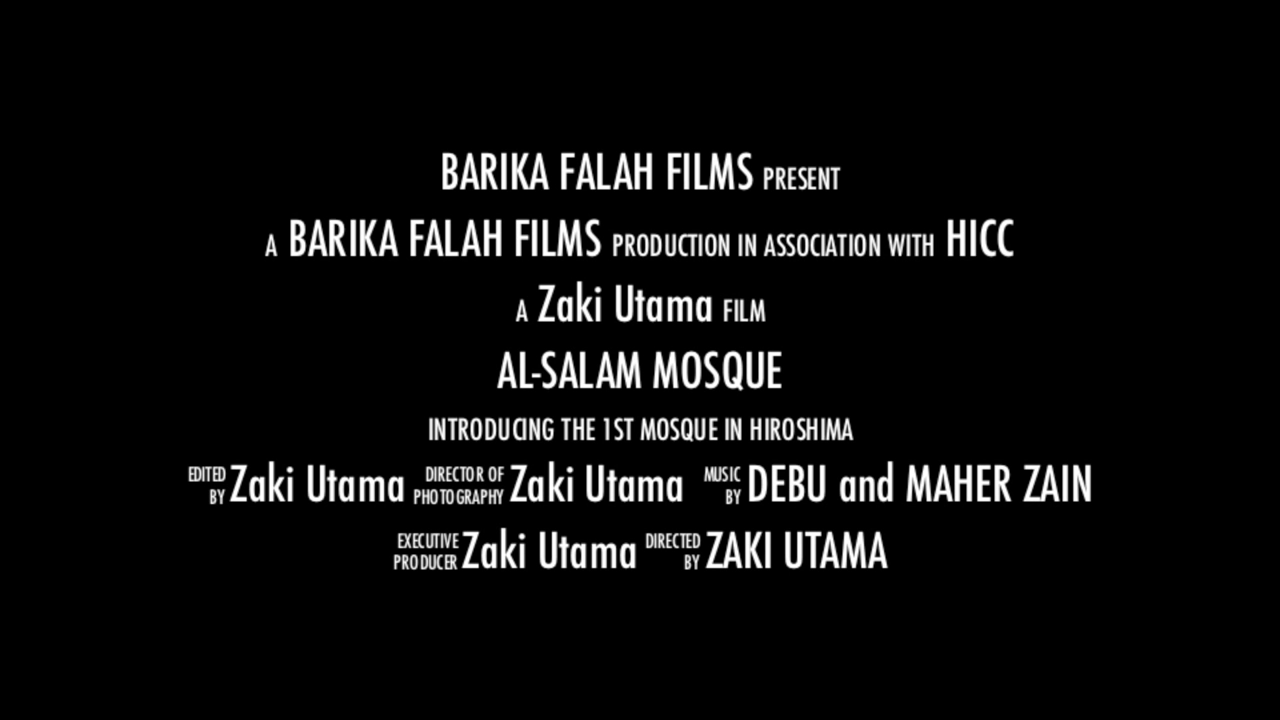 BARIKA FALAH FILMS PRESENT
A BARIKA FALAH FILMS PRODUCTION IN ASSOCIATION WITH HICC
A Zaki Utama FILM
AL-SALAM MOSQUE
INTRODUCING THE 1ST MOSQUE IN HIROSHIMA
EDITED BY Zaki Utama DIRECTOR OF PHOTOGRAPHY Zaki Utama MUSIC BY DEBU and MAHER ZAIN
EXECUTIVE PRODUCER Zaki Utama DIRECTED BY ZAKI UTAMA